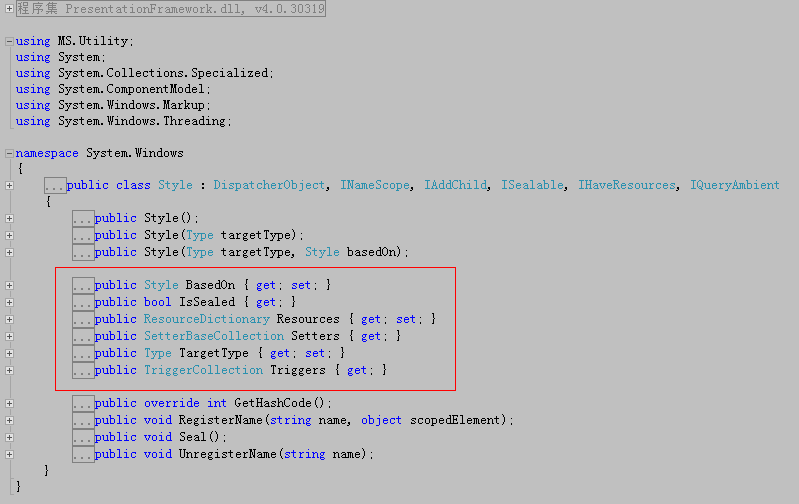 程序集 PresentationFramework.dll, v4.0.30319
using MS.Utility;
using System;
using System.Collections.Specialized;
using System.ComponentModel;
using System.Windows.Markup;
using System.Windows.Threading;
namespace System.Windows
{
...public class Style : DispatcherObject, INameScope, IAddChild, ISealable, IHaveResources, IQueryAmbient
{
...public Style();
...public Style(Type targetType);
...public Style(Type targetType, Style basedOn);
...public Style BasedOn { get; set; }
...public bool IsSealed { get; }
...public ResourceDictionary Resources { get; set; }
...public SetterBaseCollection Setters { get; }
...public Type TargetType { get; set; }
...public TriggerCollection Triggers { get; }
...public override int GetHashCode();
...public void RegisterName(string name, object scopedElement);
...public void Seal();
...public void UnregisterName(string name);
}
}